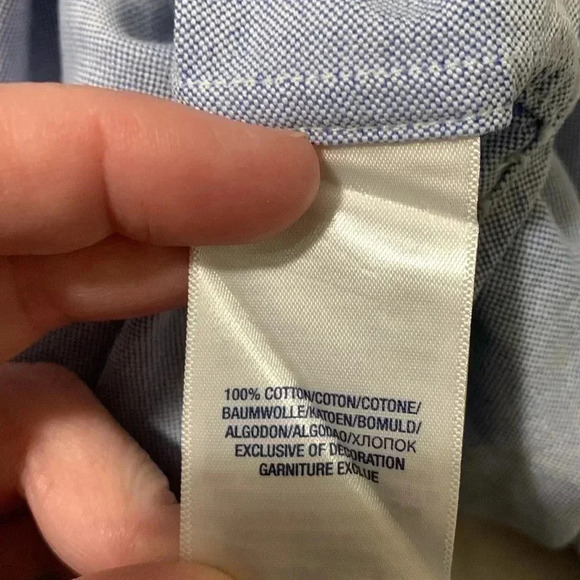 100% COTTON/COTON/COTONE/
BAUMWOLLE/KATOEN/BOMULD/
ALGODON/ALGODAO/ХЛОПОК
EXCLUSIVE OF DECORATION
GARNITURE EXCLUE